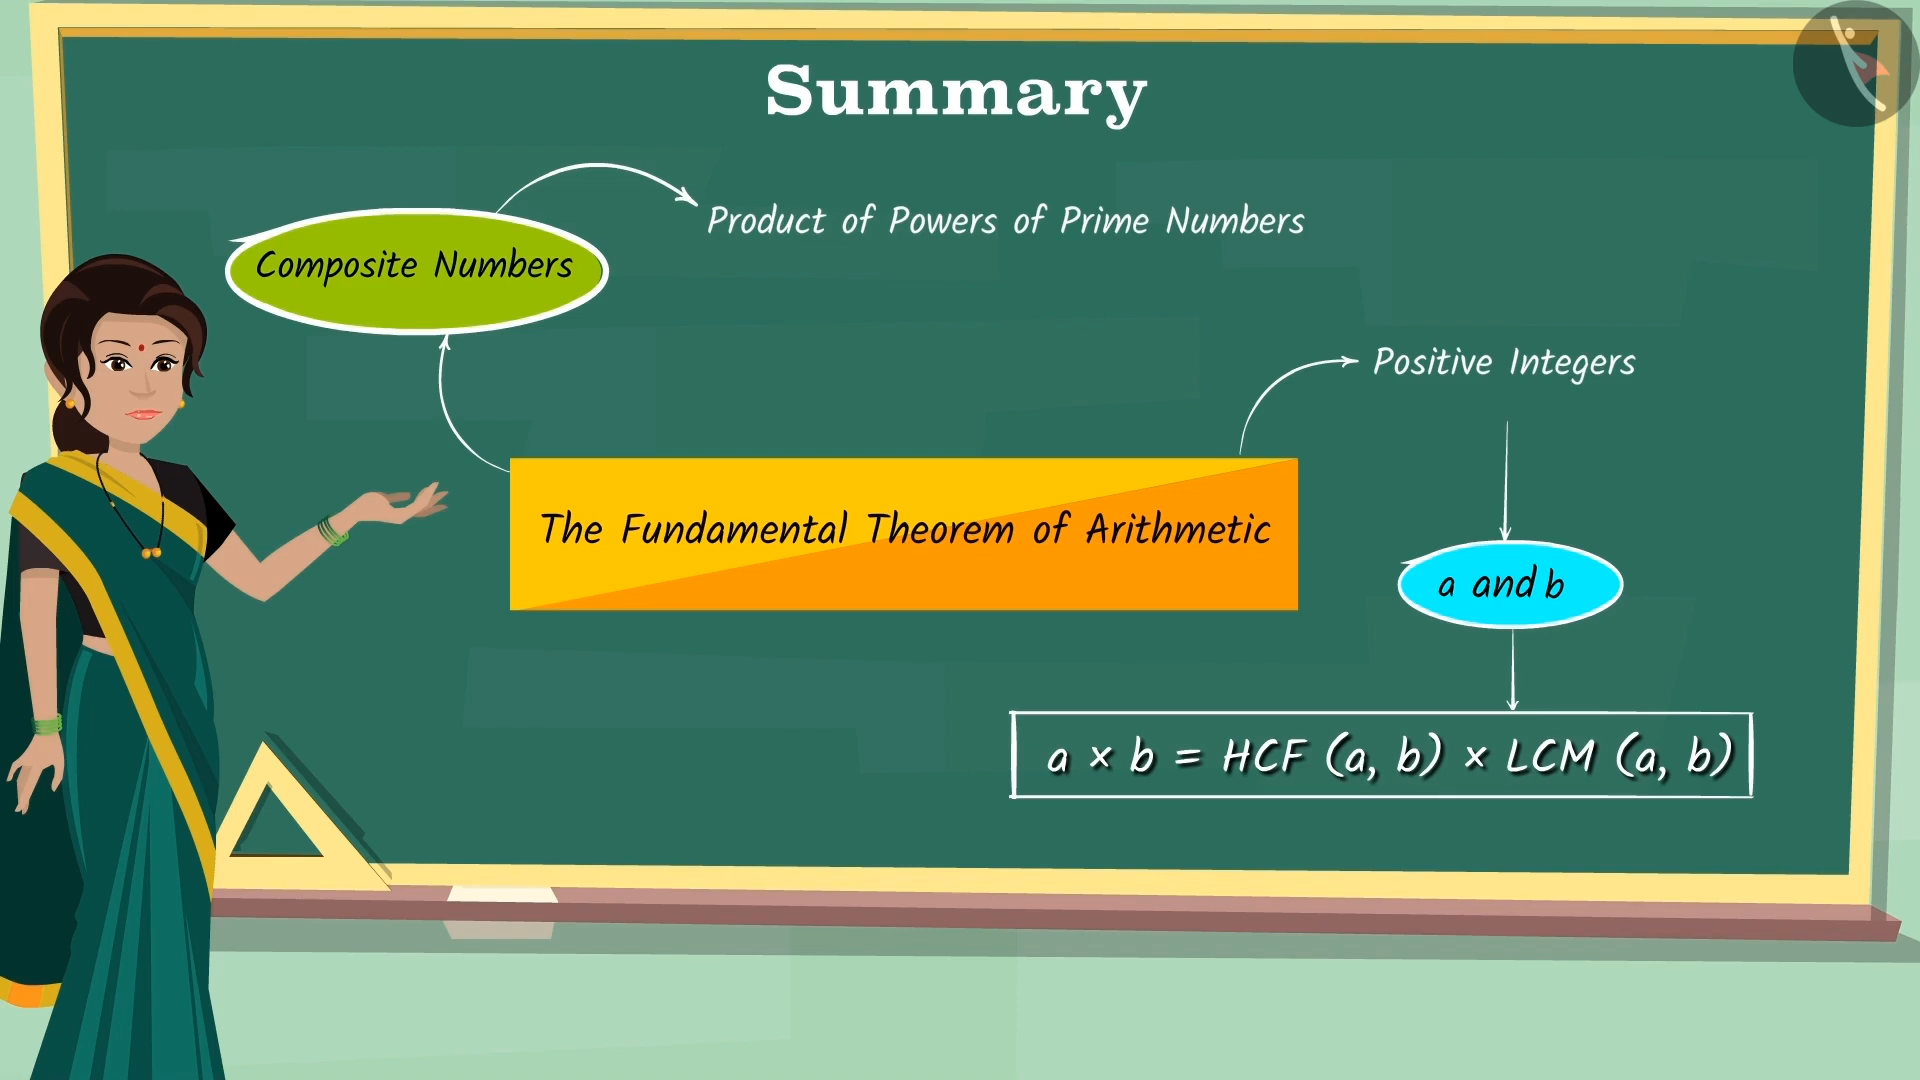 Summary
Product of Powers of Prime Numbers
Composite Numbers
Positive Integers
The Fundamental Theorem of Arithmetic
a and b
a × b = HCF (a, b) × LCM (a, b)